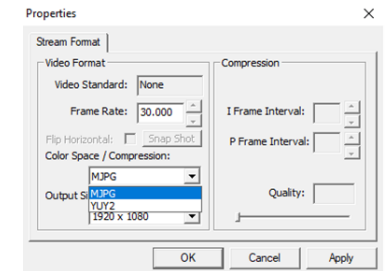 Properties
Stream Format
Video Format
Video Standard: None
Frame Rate: 30.000
Flip Horizontal: Snap Shot
Color Space / Compression:
MJPG
MJPG
YUY2
Output Si
1920 x 1080
Compression
I Frame Interval:
P Frame Interval:
Quality:
OK Cancel Apply